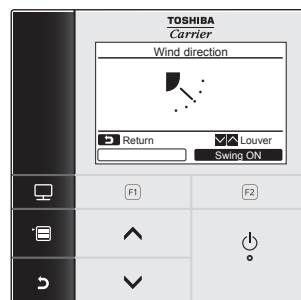 TOSHIBA
Carrier
Wind direction
Return
Louver
Swing ON
F1
F2